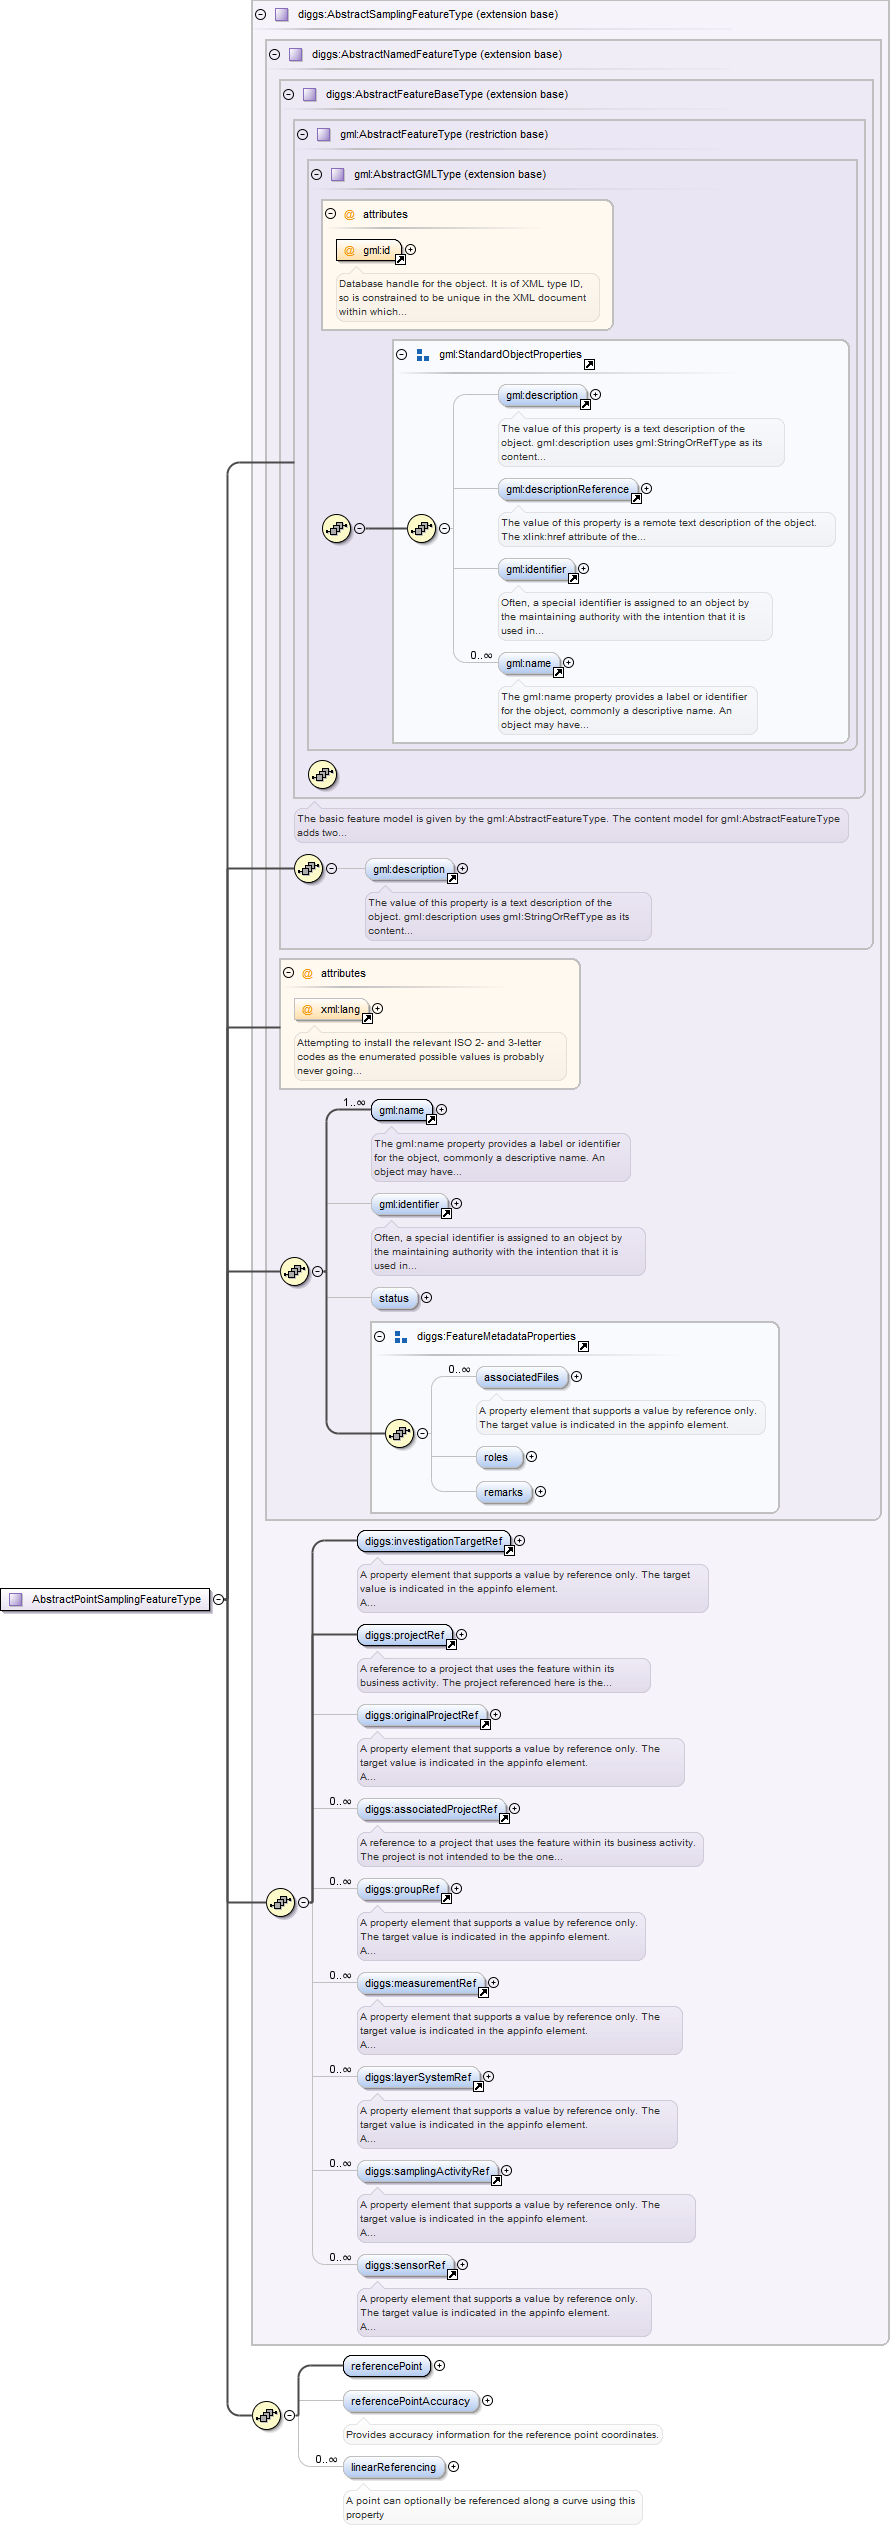 diggs:AbstractSamplingFeatureType (extension base)
diggs:AbstractNamedFeatureType (extension base)
diggs:AbstractFeatureBaseType (extension base)
gml:AbstractFeatureType (restriction base)
gml:AbstractGMLType (extension base)
@ attributes
@ gml:id
Database handle for the object. It is of XML type ID,
so is constrained to be unique in the XML document
within which...
gml:StandardObjectProperties
gml:description
The value of this property is a text description of the
object. gml:description uses gml:StringOrRefType as its
content...
gml:descriptionReference
The value of this property is a remote text description of the object.
The xlink:href attribute of the...
gml:identifier
Often, a special identifier is assigned to an object by
the maintaining authority with the intention that it is
used in...
0..∞
gml:name
The gml:name property provides a label or identifier
for the object, commonly a descriptive name. An
object may have...
The basic feature model is given by the gml:AbstractFeatureType. The content model for gml:AbstractFeatureType
adds two...
gml:description
The value of this property is a text description of the
object. gml:description uses gml:StringOrRefType as its
content...
@ attributes
@ xml:lang
Attempting to install the relevant ISO 2- and 3-letter
codes as the enumerated possible values is probably
never going...
1..∞
gml:name
The gml:name property provides a label or identifier
for the object, commonly a descriptive name. An
object may have...
gml:identifier
Often, a special identifier is assigned to an object by
the maintaining authority with the intention that it is
used in...
status
diggs:FeatureMetadataProperties
0..∞
associatedFiles
A property element that supports a value by reference only.
The target value is indicated in the appinfo element.
roles
remarks
diggs:investigationTargetRef
A property element that supports a value by reference only. The target
value is indicated in the appinfo element.
A...
AbstractPointSamplingFeatureType
diggs:projectRef
A reference to a project that uses the feature within its
business activity. The project referenced here is the...
diggs:originalProjectRef
A property element that supports a value by reference only. The
target value is indicated in the appinfo element.
A...
0..∞
diggs:associatedProjectRef
A reference to a project that uses the feature within its business activity.
The project is not intended to be the one...
0..∞
diggs:groupRef
A property element that supports a value by reference only.
The target value is indicated in the appinfo element.
A...
0..∞
diggs:measurementRef
A property element that supports a value by reference only. The
target value is indicated in the appinfo element.
A...
0..∞
diggs:layerSystemRef
A property element that supports a value by reference only. The
target value is indicated in the appinfo element.
A...
0..∞
diggs:samplingActivityRef
A property element that supports a value by reference only. The
target value is indicated in the appinfo element.
A...
0..∞
diggs:sensorRef
A property element that supports a value by reference only.
The target value is indicated in the appinfo element.
A...
referencePoint
referencePointAccuracy
Provides accuracy information for the reference point coordinates.
0..∞
linearReferencing
A point can optionally be referenced along a curve using this
property